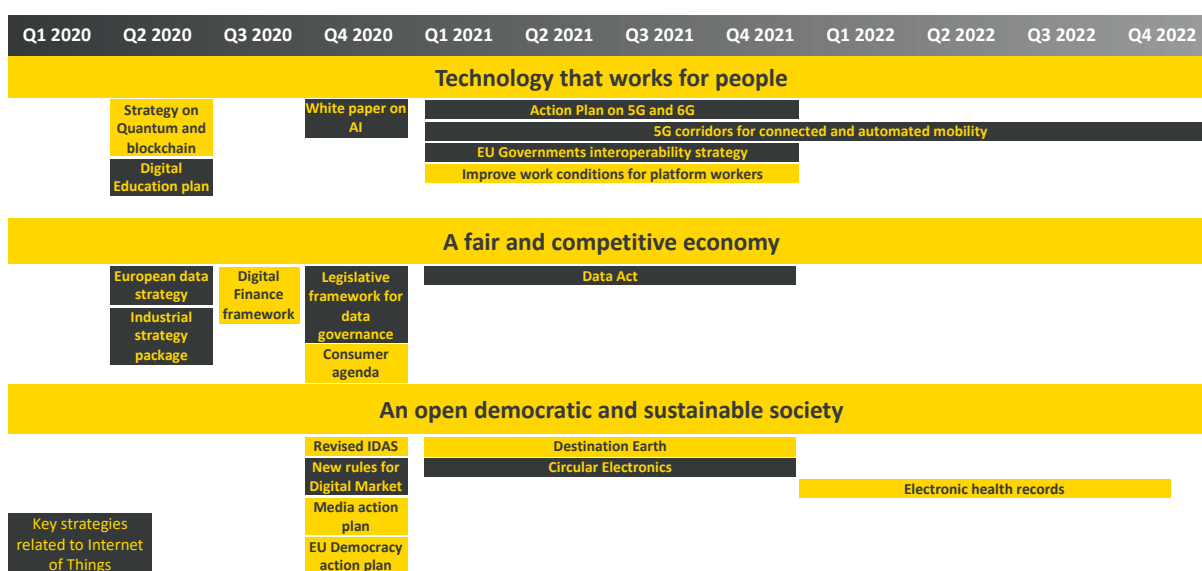 Q1 2020 Q2 2020 Q3 2020 Q4 2020 Q1 2021 Q2 2021 Q3 2021 Q4 2021 Q1 2022 Q2 2022 Q3 2022 Q4 2022
Technology that works for people
Strategy on
Quantum and
blockchain
Digital
Education plan
White paper on
AI
Action Plan on 5G and 6G
5G corridors for connected and automated mobility
EU Governments interoperability strategy
Improve work conditions for platform workers
A fair and competitive economy
European data
strategy
Industrial
strategy
package
Digital
Finance
framework
Legislative
framework for
data
governance
Consumer
agenda
Data Act
An open democratic and sustainable society
Revised IDAS
New rules for
Digital Market
Media action
plan
EU Democracy
action plan
Destination Earth
Circular Electronics
Electronic health records
Key strategies
related to Internet
of Things